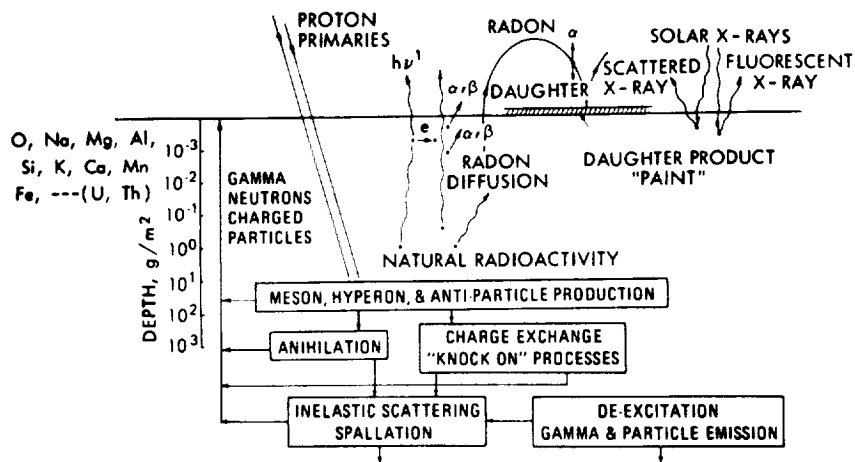 PROTON
PRIMARIES
hν¹
RADON
α
SOLAR X-RAYS
SCATTERED
X-RAY
FLUORESCENT
X-RAY
α,β
DAUGHTER
e
α,β
O, Na, Mg, Al,
Si, K, Ca, Mn
Fe, ---(U, Th)
DEPTH, g/m²
10⁻³
10⁻²
10⁻¹
10⁰
10¹
10²
10³
GAMMA
NEUTRONS
CHARGED
PARTICLES
RADON
DIFFUSION
DAUGHTER PRODUCT
"PAINT"
NATURAL RADIOACTIVITY
MESON, HYPERON, & ANTI-PARTICLE PRODUCTION
ANIHILATION
CHARGE EXCHANGE
"KNOCK ON" PROCESSES
INELASTIC SCATTERING
SPALLATION
DE-EXCITATION
GAMMA & PARTICLE EMISSION